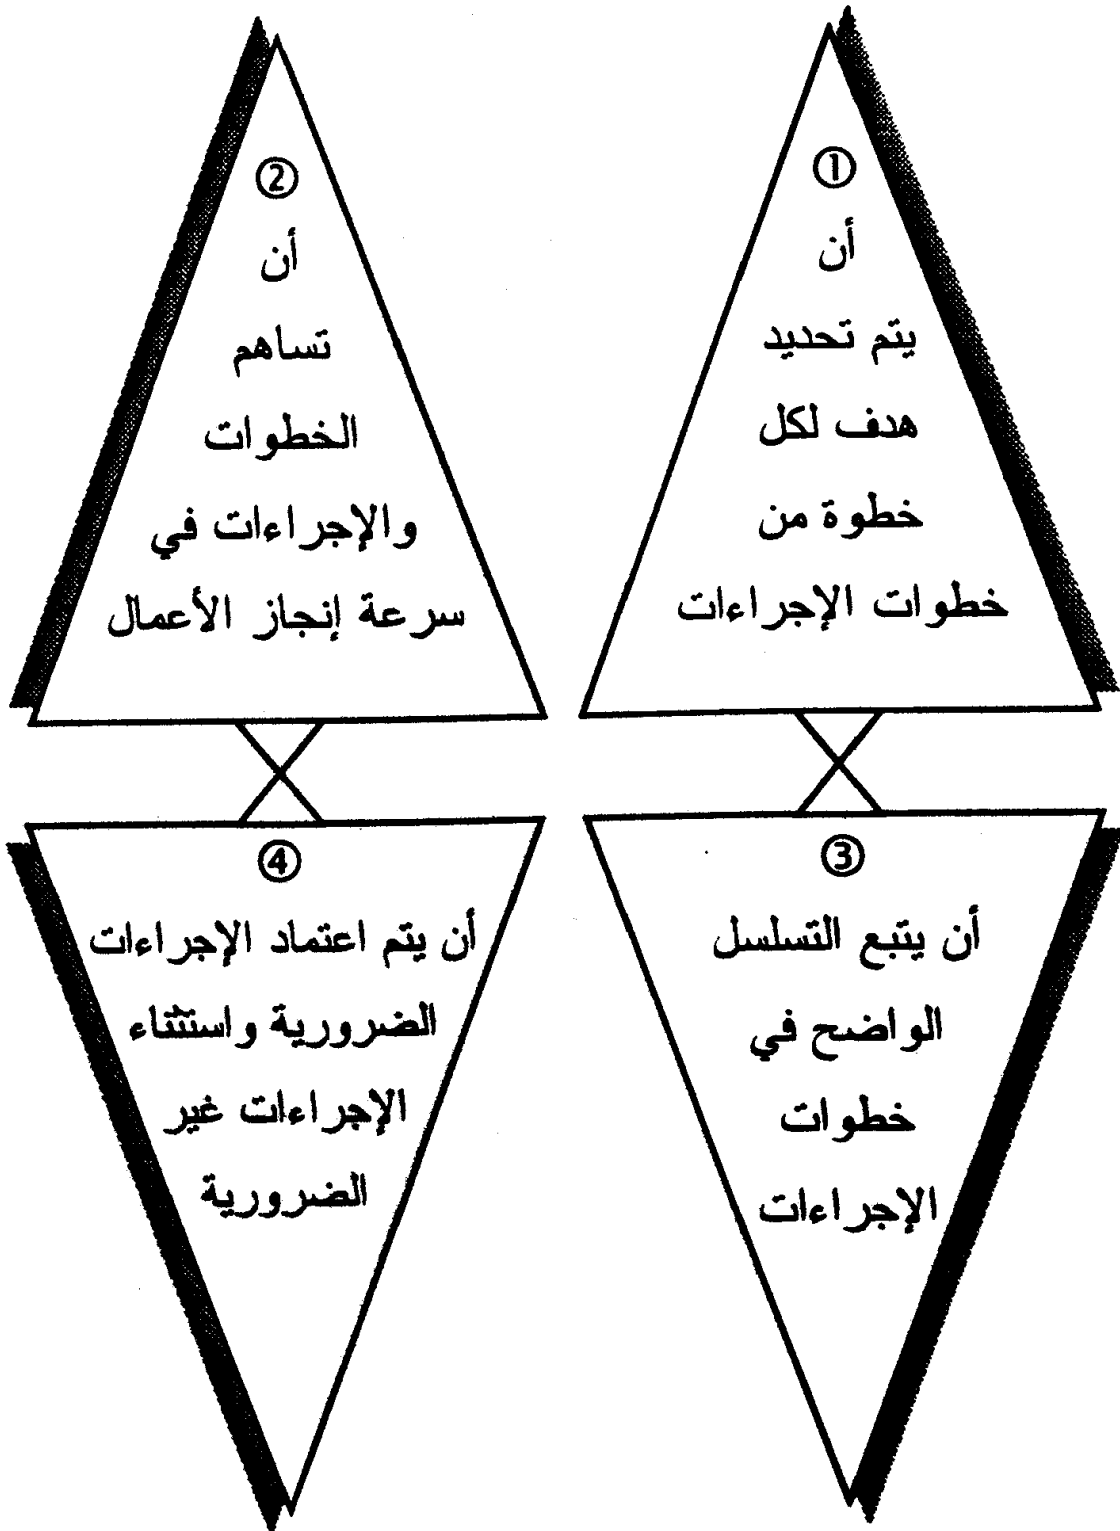 ①
أن
يتم تحديد
هدف لكل
خطوة من
خطوات الإجراءات
②
أن
تساهم
الخطوات
والإجراءات في
سرعة إنجاز الأعمال
③
أن يتبع التسلسل
الواضح في
خطوات
الإجراءات
④
أن يتم اعتماد الإجراءات
الضرورية واستثناء
الإجراءات غير
الضرورية